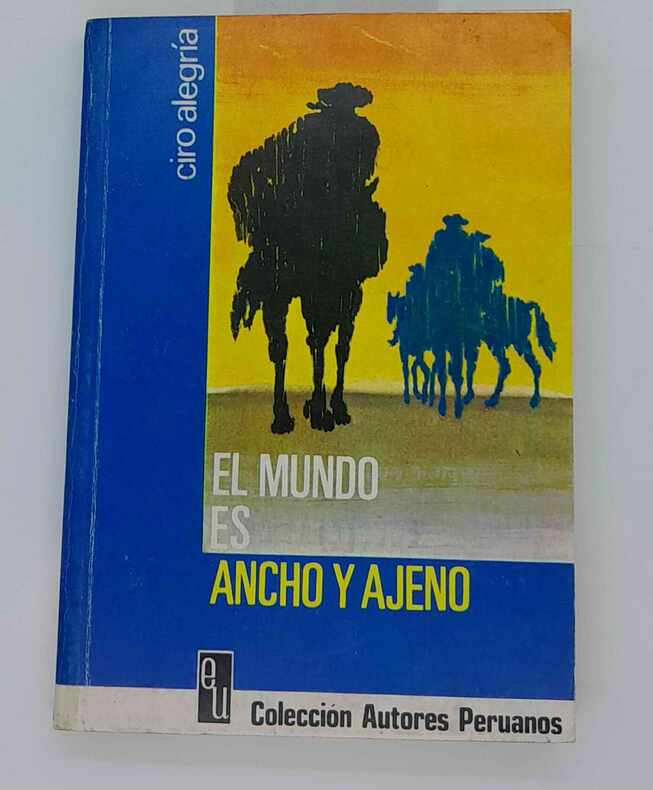 ciro alegría
EL MUNDO
ES
ANCHO Y AJENO
eu
Colección Autores Peruanos